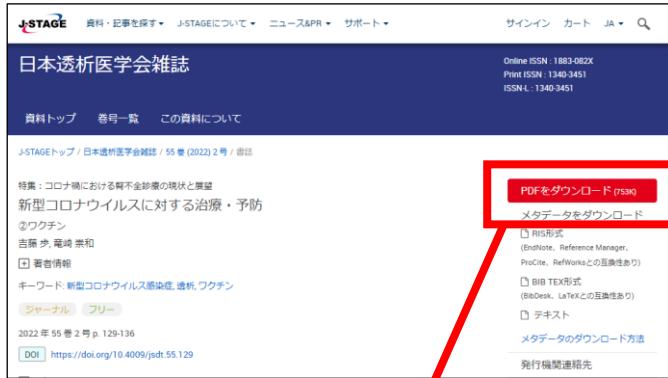 J-STAGE 資料・記事を探す▼ J-STAGEについて▼ ニュース&PR▼ サポート▼ サインイン カート JA▼
日本透析医学会雑誌
Online ISSN : 1883-082X
Print ISSN : 1340-3451
ISSN-L : 1340-3451
資料トップ 巻号一覧 この資料について
J-STAGEトップ / 日本透析医学会雑誌 / 55 巻 (2022) 2 号 / 書誌
特集：コロナ禍における腎不全診療の現状と展望
新型コロナウイルスに対する治療・予防
②ワクチン
吉藤 歩, 竜崎 崇和
著者情報
キーワード: 新型コロナウイルス感染症, 透析, ワクチン
ジャーナル フリー
2022 年 55 巻 2 号 p. 129-136
DOI https://doi.org/10.4009/jsdt.55.129
PDFをダウンロード (753K)
メタデータをダウンロード
RIS形式
(EndNote、Reference Manager、
ProCite、RefWorksとの互換性あり)
BIB TEX形式
(BibDesk、LaTeXとの互換性あり)
テキスト
メタデータのダウンロード方法
発行機関連絡先